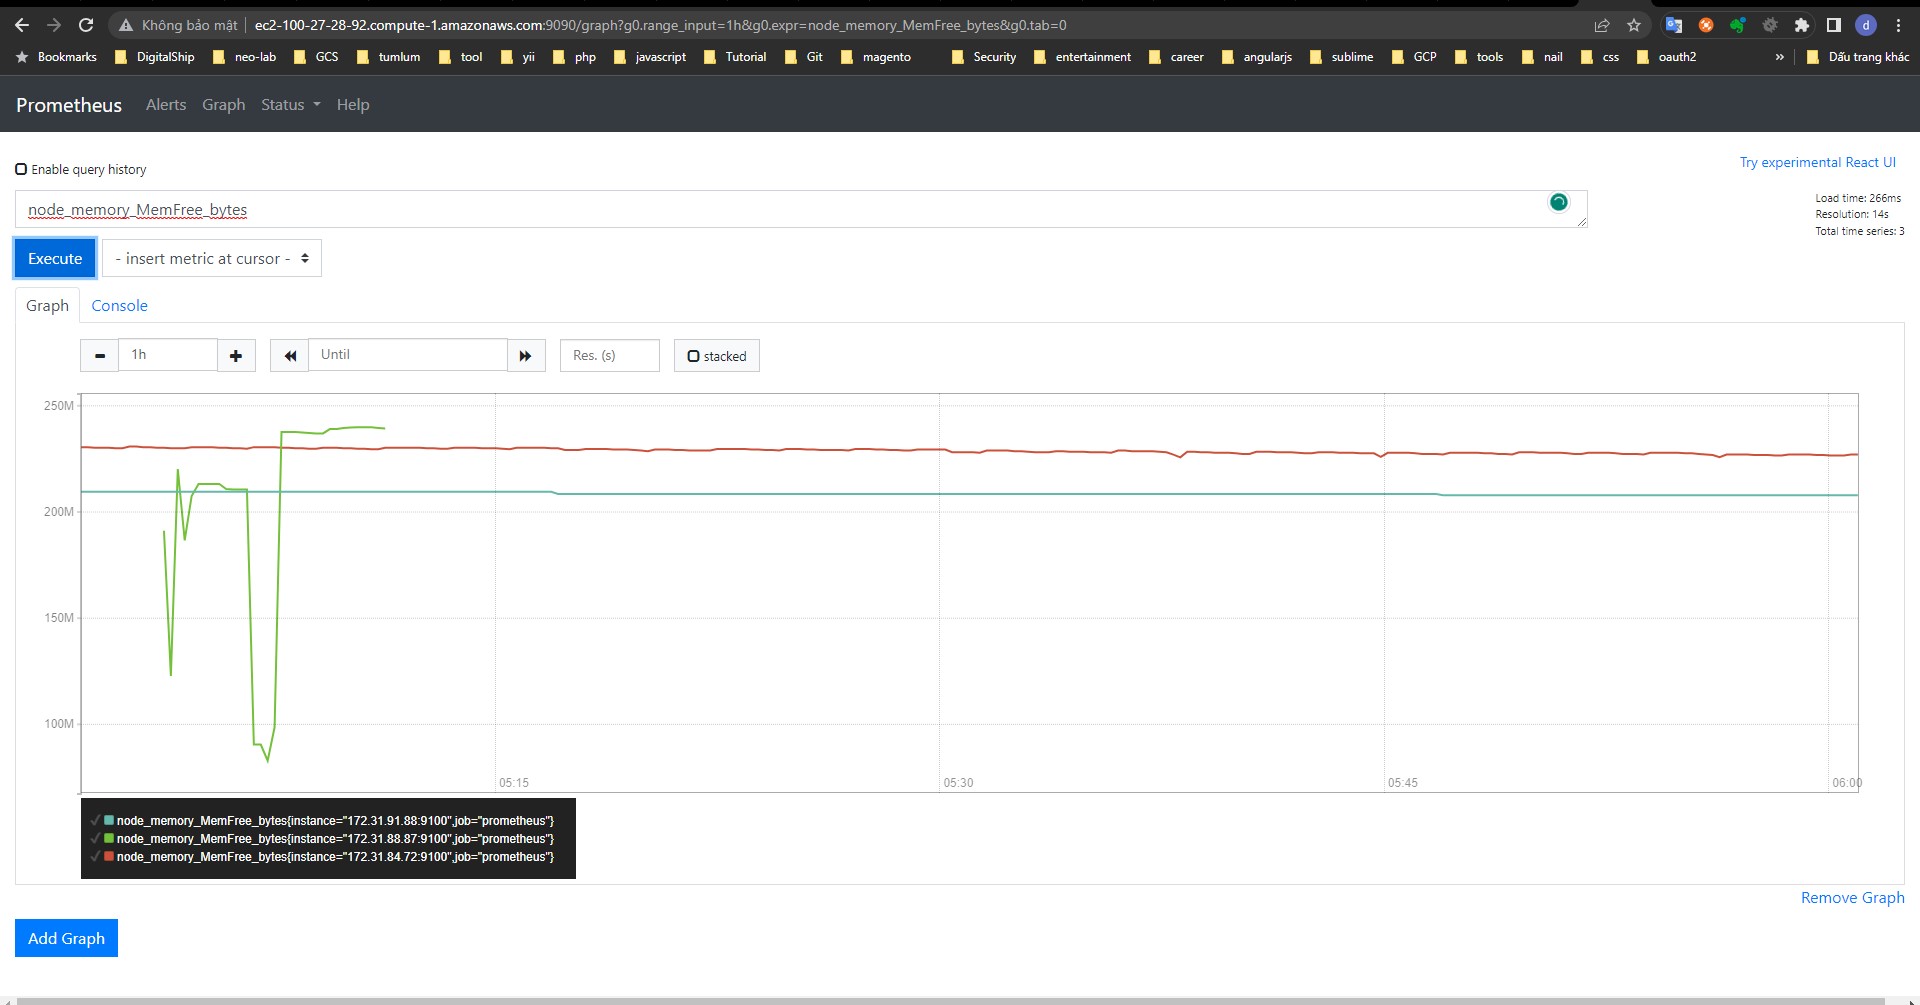 Không bảo mật ec2-100-27-28-92.compute-1.amazonaws.com:9090/graph?g0.range_input=1h&g0.expr=node_memory_MemFree_bytes&g0.tab=0 d
Bookmarks DigitalShip neo-lab GCS tumlum tool yii php javascript Tutorial Git magento Security entertainment career angularjs sublime GCP tools nail css oauth2 » Dấu trang khác
Prometheus Alerts Graph Status Help
Try experimental React UI
Enable query history
node_memory_MemFree_bytes
Load time: 266ms
Resolution: 14s
Total time series: 3
Execute - insert metric at cursor -
Graph Console
1h Until Res. (s) stacked
250M
200M
150M
100M
05:15 05:30 05:45 06:00
node_memory_MemFree_bytes{instance="172.31.91.88:9100",job="prometheus"}
node_memory_MemFree_bytes{instance="172.31.88.87:9100",job="prometheus"}
node_memory_MemFree_bytes{instance="172.31.84.72:9100",job="prometheus"}
Remove Graph
Add Graph